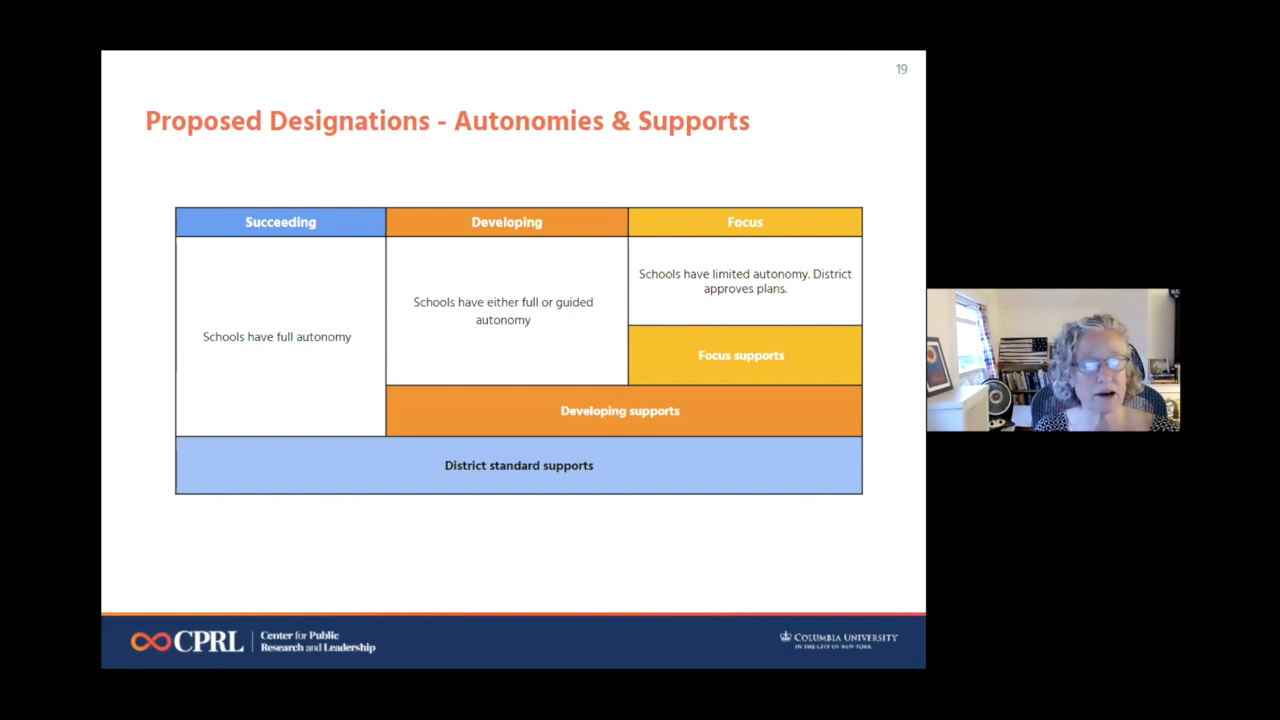 19
Proposed Designations - Autonomies & Supports
Succeeding
Developing
Focus
Schools have full autonomy
Schools have either full or guided
autonomy
Schools have limited autonomy. District
approves plans.
Focus supports
Developing supports
District standard supports
CPRL
Center for Public
Research and Leadership
COLUMBIA UNIVERSITY
IN THE CITY OF NEW YORK